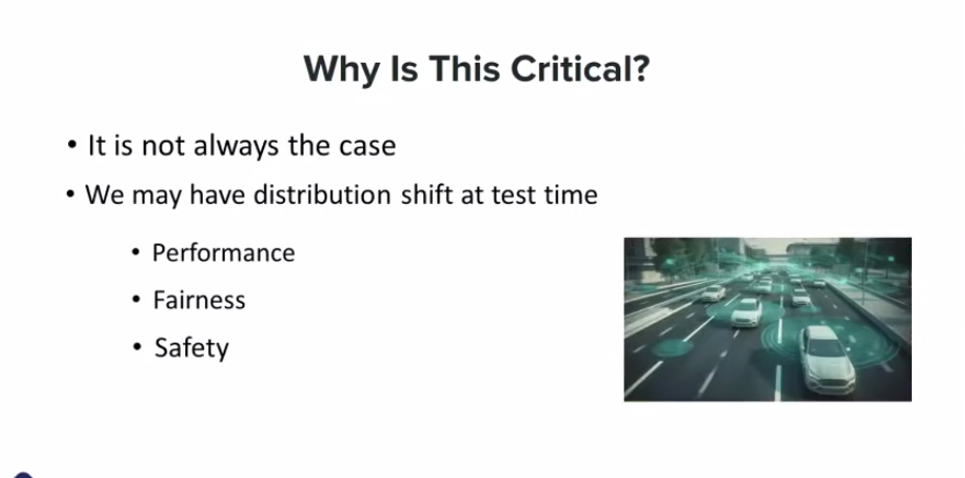 Why Is This Critical?
• It is not always the case
• We may have distribution shift at test time
• Performance
• Fairness
• Safety